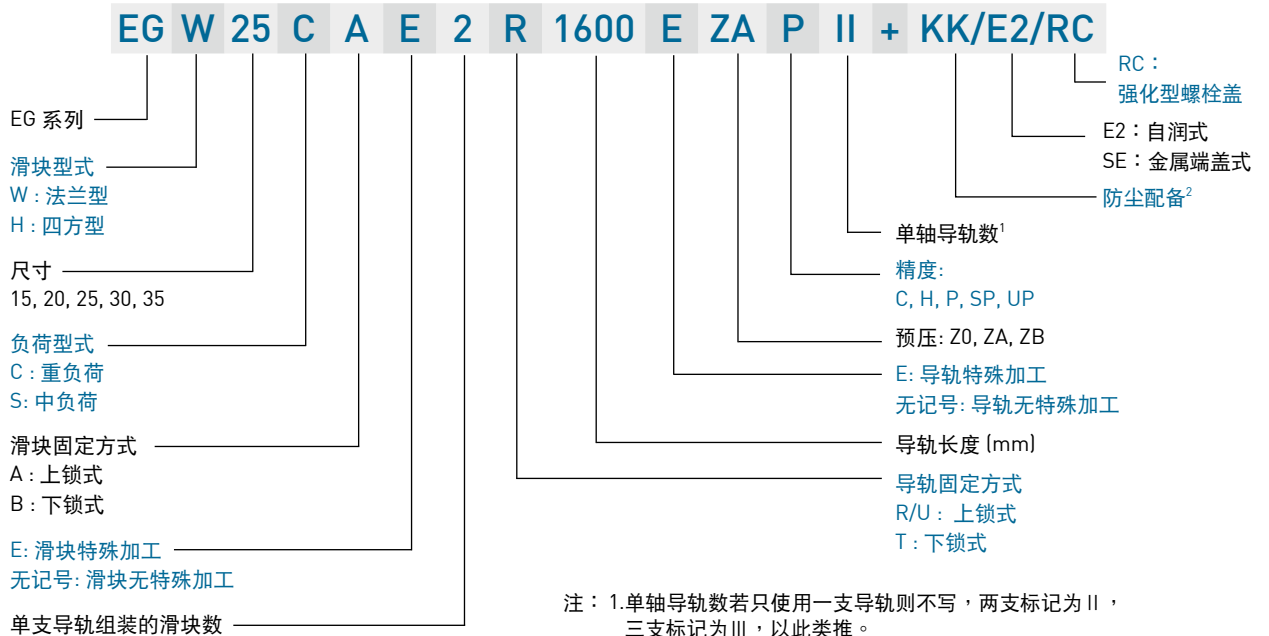 EG W 25 C A E 2 R 1600 E ZA P II + KK/E2/RC
EG 系列
滑块型式
W : 法兰型
H : 四方型
尺寸
15, 20, 25, 30, 35
负荷型式
C : 重负荷
S: 中负荷
滑块固定方式
A : 上锁式
B : 下锁式
E: 滑块特殊加工
无记号: 滑块无特殊加工
单支导轨组装的滑块数
RC：
强化型螺栓盖
E2：自润式
SE：金属端盖式
防尘配备²
单轴导轨数¹
精度:
C, H, P, SP, UP
预压: Z0, ZA, ZB
E: 导轨特殊加工
无记号: 导轨无特殊加工
导轨长度 (mm)
导轨固定方式
R/U : 上锁式
T : 下锁式
注： 1.单轴导轨数若只使用一支导轨则不写，两支标记为Ⅱ，
三支标记为Ⅲ，以此类推。